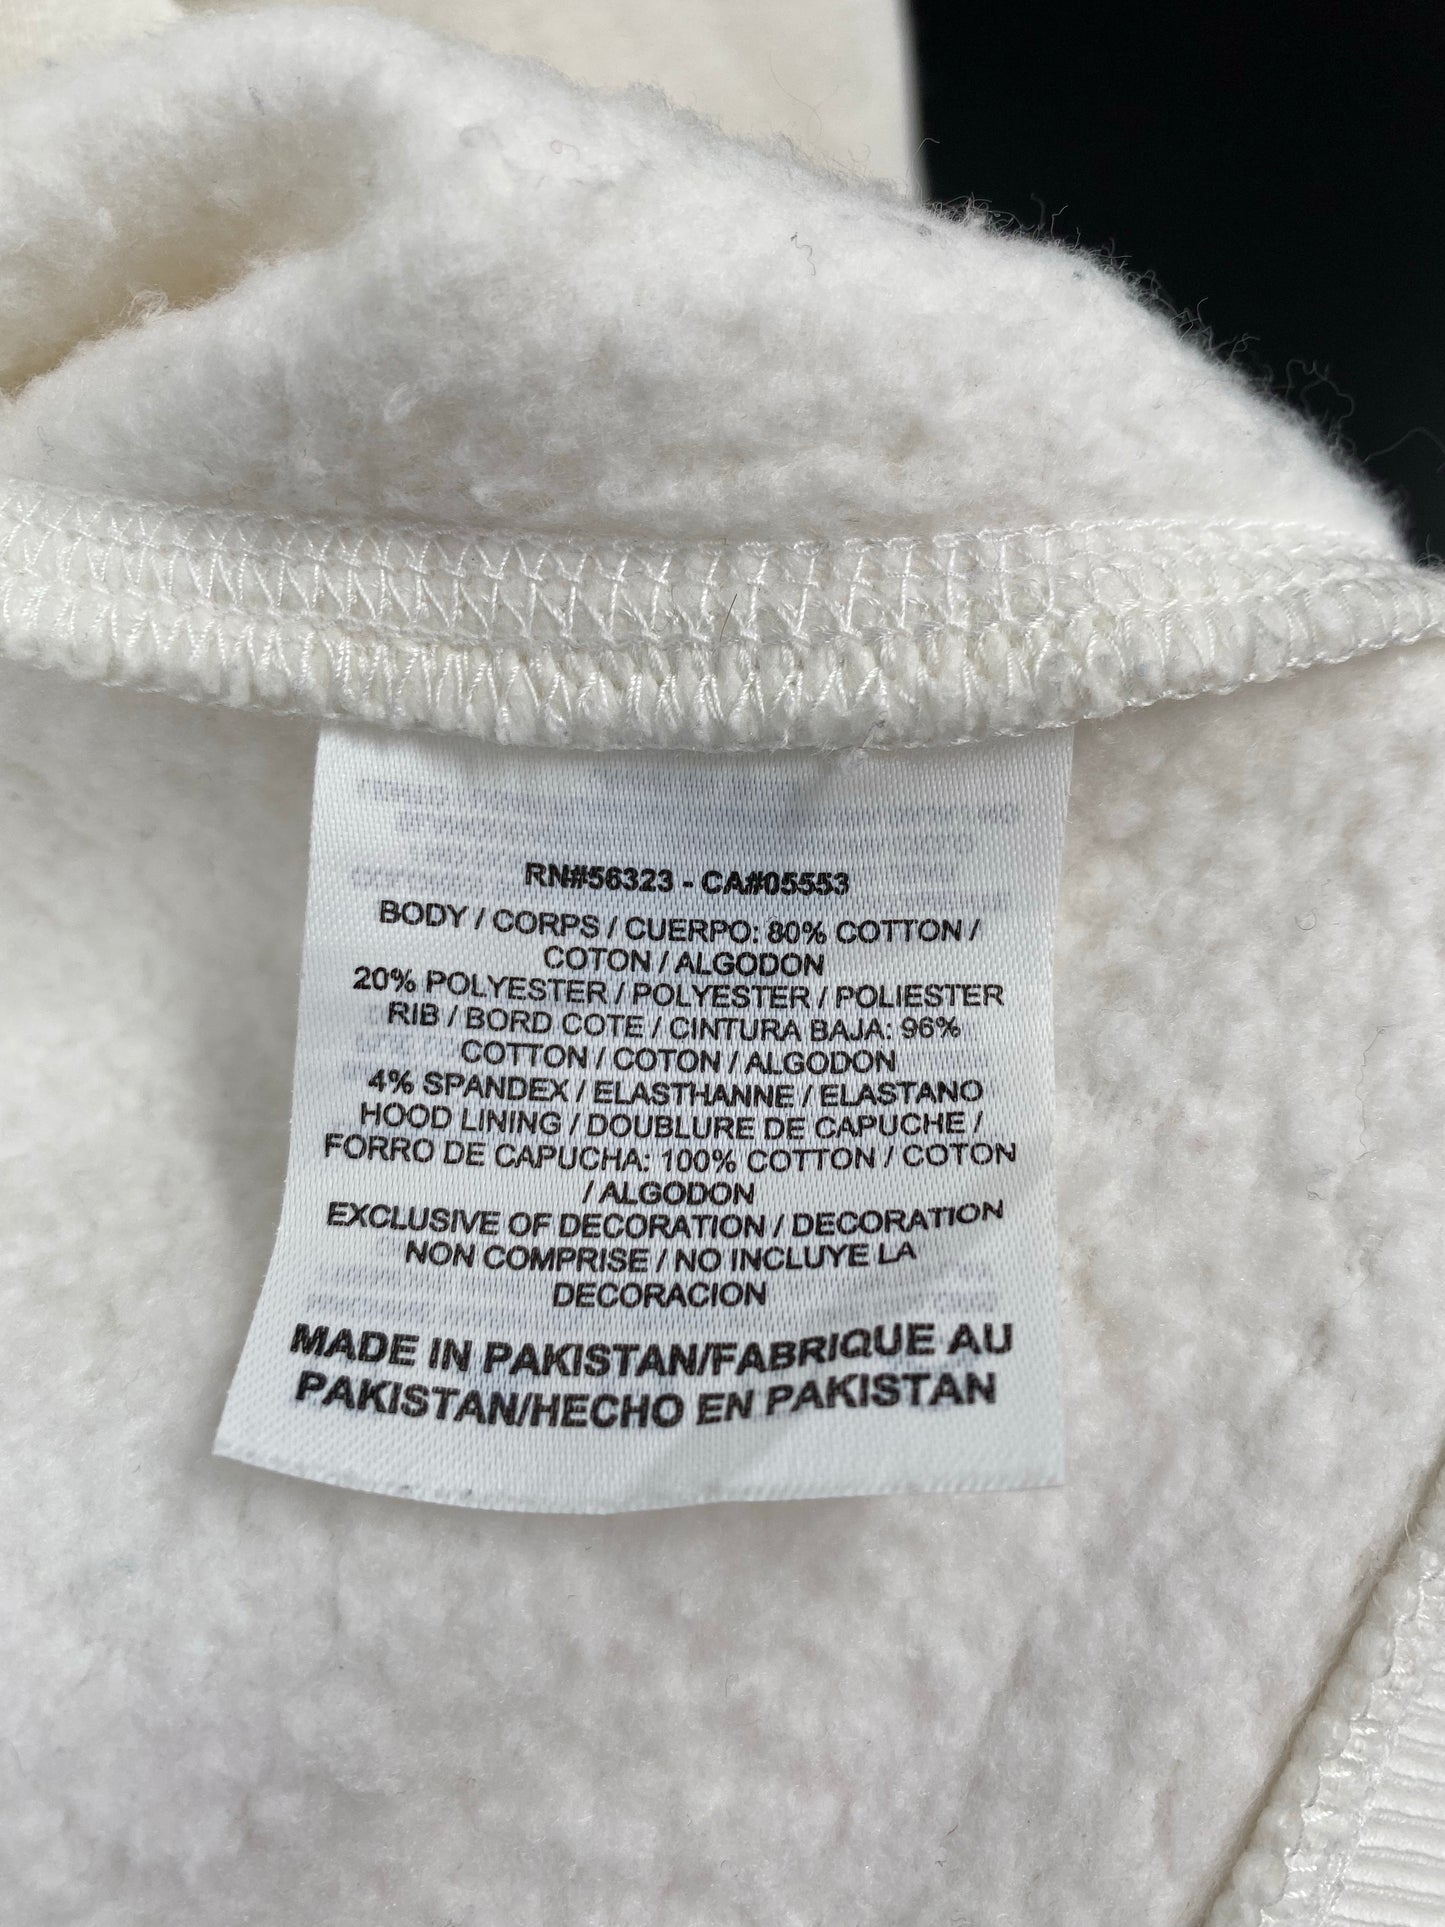 RN#56323 - CA#05553
BODY / CORPS / CUERPO: 80% COTTON /
COTON / ALGODON
20% POLYESTER / POLYESTER / POLIESTER
RIB / BORD COTE / CINTURA BAJA: 96%
COTTON / COTON / ALGODON
4% SPANDEX / ELASTHANNE / ELASTANO
HOOD LINING / DOUBLURE DE CAPUCHE /
FORRO DE CAPUCHA: 100% COTTON / COTON
/ ALGODON
EXCLUSIVE OF DECORATION / DECORATION
NON COMPRISE / NO INCLUYE LA
DECORACION
MADE IN PAKISTAN/FABRIQUE AU
PAKISTAN/HECHO EN PAKISTAN